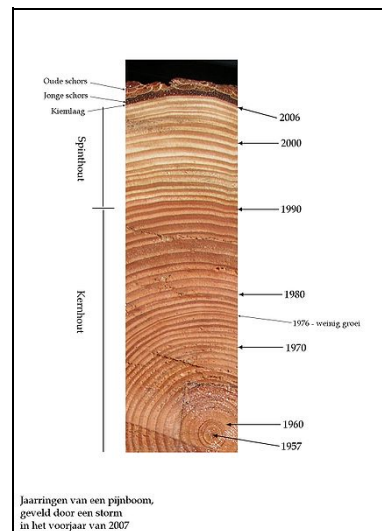 Oude schors
Jonge schors
Kiemlaag
2006
2000
Spinthout
1990
Kernhout
1980
1976 - weinig groei
1970
1960
1957
Jaarringen van een pijnboom,
geveld door een storm
in het voorjaar van 2007